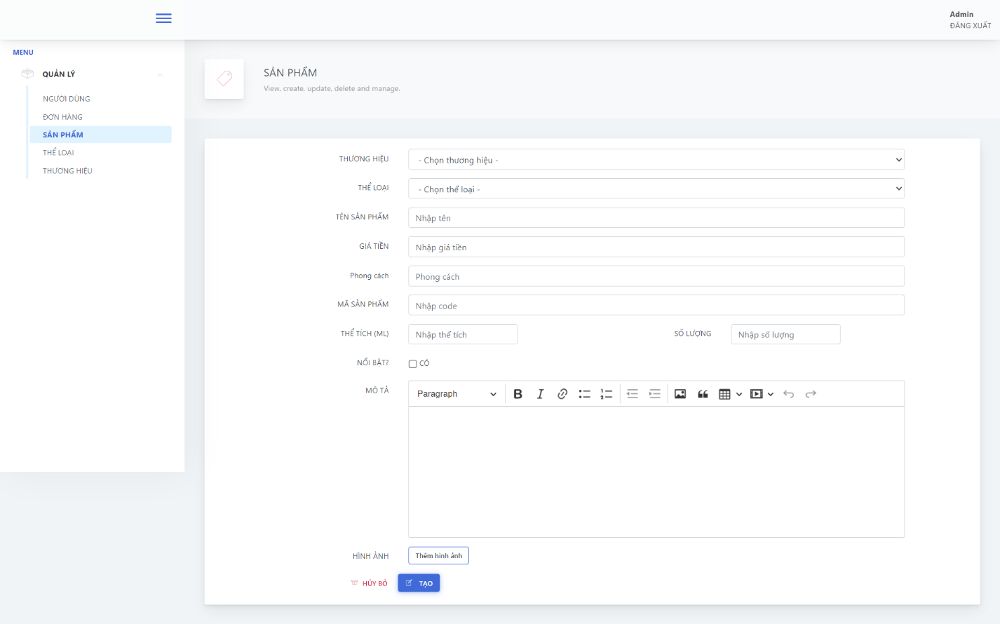 Admin
ĐĂNG XUẤT
MENU
QUẢN LÝ
NGƯỜI DÙNG
ĐƠN HÀNG
SẢN PHẨM
THỂ LOẠI
THƯƠNG HIỆU
SẢN PHẨM
View, create, update, delete and manage.
THƯƠNG HIỆU - Chọn thương hiệu -
THỂ LOẠI - Chọn thể loại -
TÊN SẢN PHẨM Nhập tên
GIÁ TIỀN Nhập giá tiền
Phong cách Phong cách
MÃ SẢN PHẨM Nhập code
THỂ TÍCH (ML) Nhập thể tích SỐ LƯỢNG Nhập số lượng
NỔI BẬT? CÓ
MÔ TẢ Paragraph
HÌNH ẢNH Thêm hình ảnh
HỦY BỎ TẠO